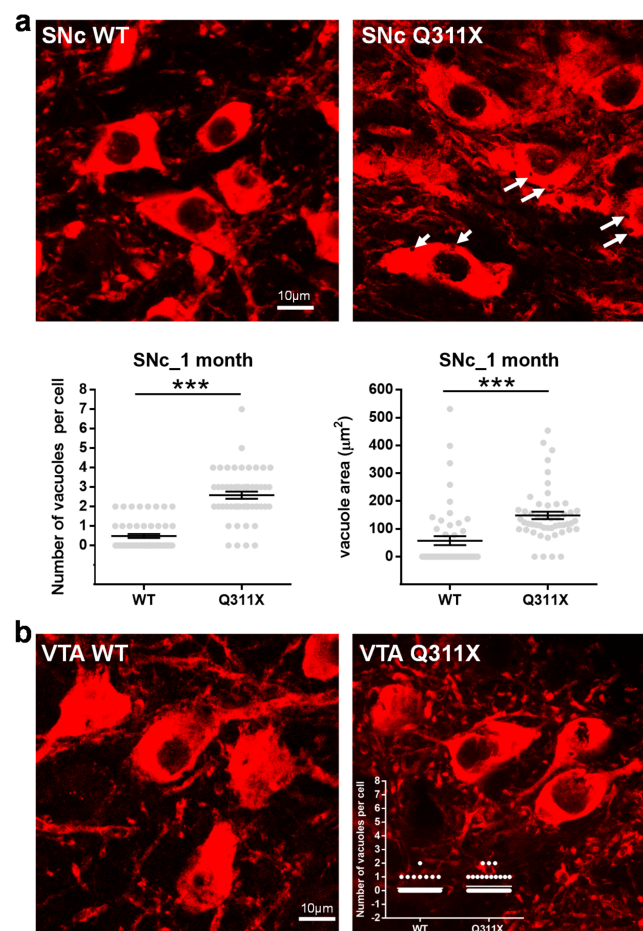 a
SNc WT
SNc Q311X
10µm
SNc_1 month
SNc_1 month
***
***
Number of vacuoles per cell
8
7
6
5
4
3
2
1
0
WT
Q311X
vacuole area (µm²)
600
500
400
300
200
100
0
WT
Q311X
b
VTA WT
VTA Q311X
10µm
Number of vacuoles per cell
8
7
6
5
4
3
2
1
0
-1
-2
WT
Q311X